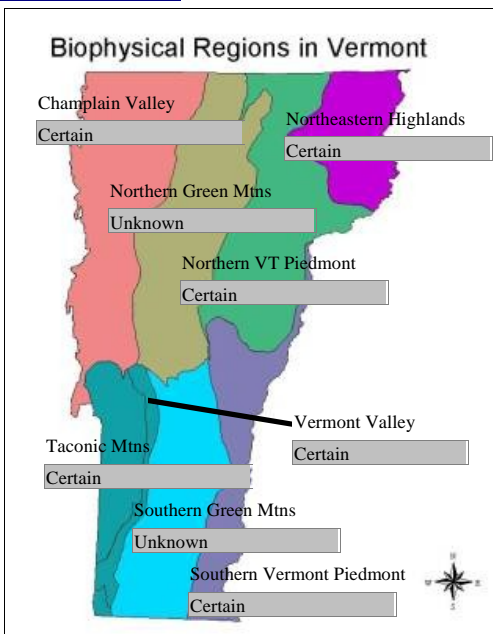 Biophysical Regions in Vermont
Champlain Valley
Certain
Northeastern Highlands
Certain
Northern Green Mtns
Unknown
Northern VT Piedmont
Certain
Vermont Valley
Certain
Taconic Mtns
Certain
Southern Green Mtns
Unknown
Southern Vermont Piedmont
Certain
N
W
E
S